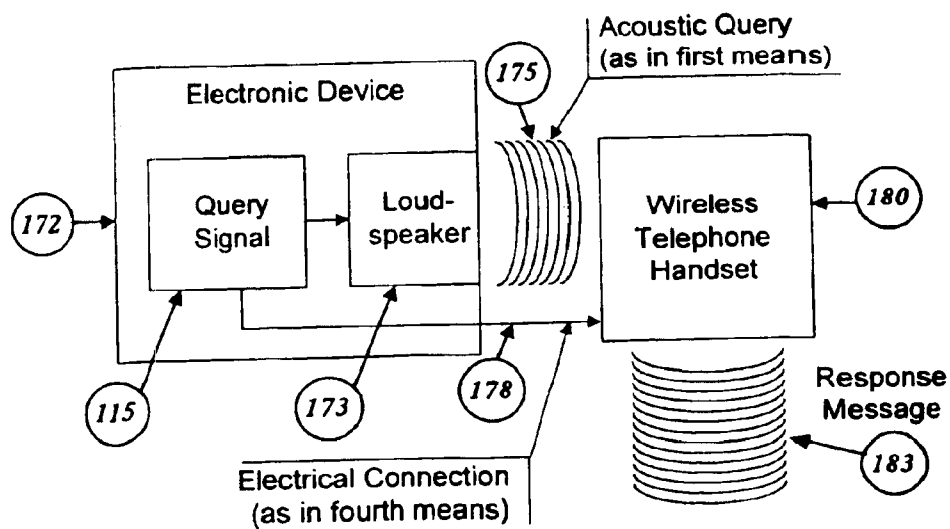 Acoustic Query
(as in first means)
175
Electronic Device
Query
Signal
Loud-
speaker
Wireless
Telephone
Handset
172
180
115
173
178
Response
Message
183
Electrical Connection
(as in fourth means)